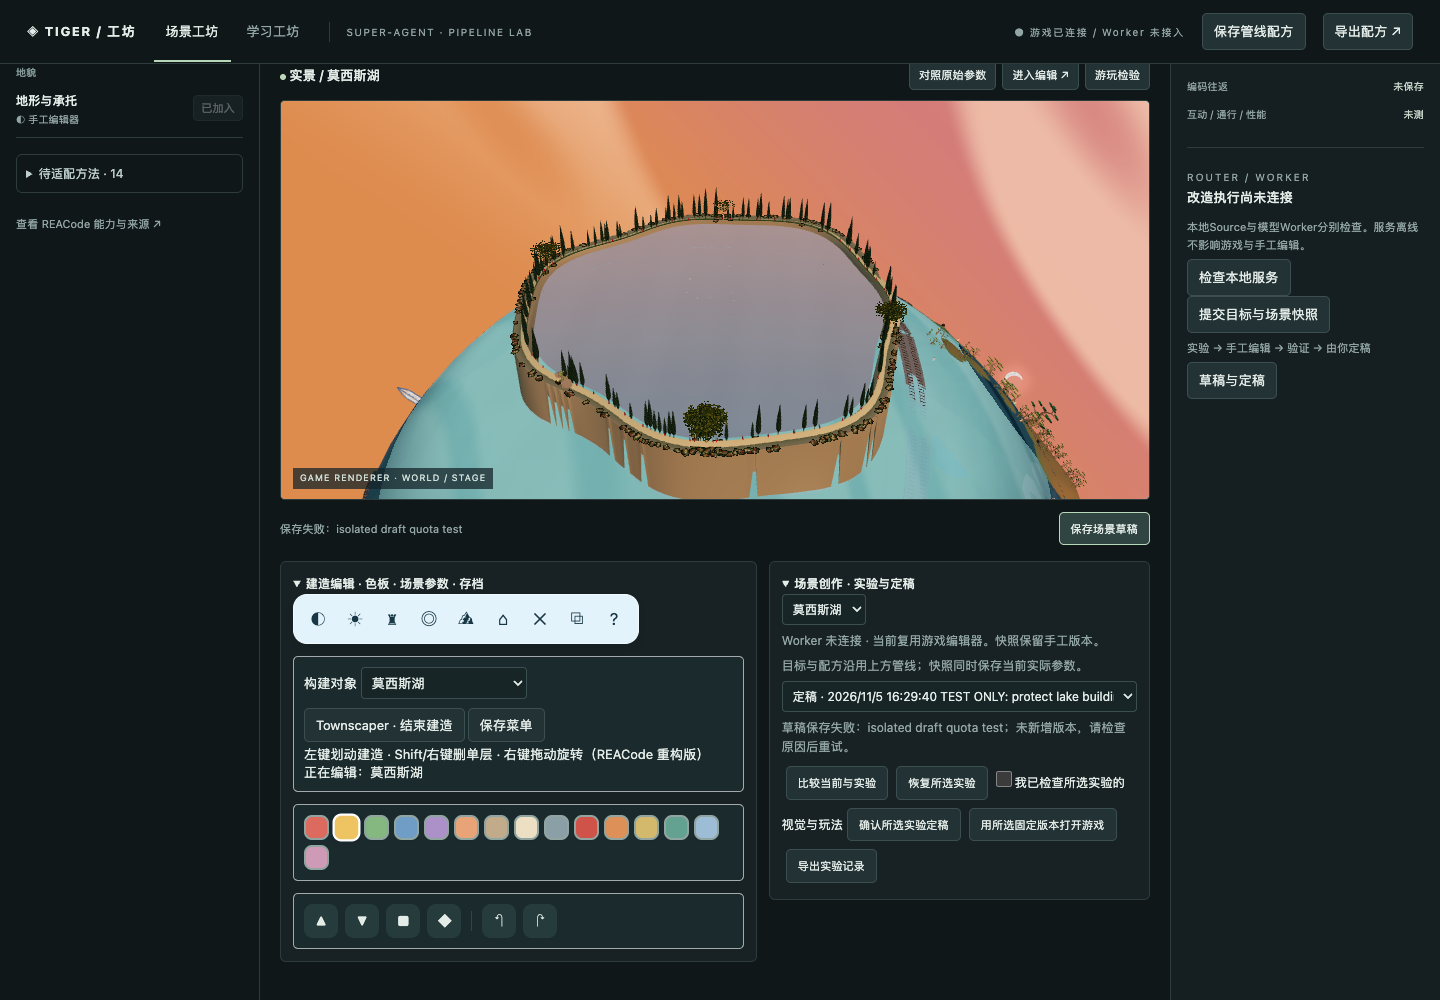 ◈ TIGER / 工坊
场景工坊
学习工坊
SUPER-AGENT · PIPELINE LAB
游戏已连接 / Worker 未接入
保存管线配方
导出配方 ↗
地貌
地形与承托
◐ 手工编辑器
已加入
▶ 待适配方法 · 14
查看 REACode 能力与来源 ↗
实景 / 莫西斯湖
对照原始参数
进入编辑 ↗
游玩检验
GAME RENDERER · WORLD / STAGE
保存失败：isolated draft quota test
保存场景草稿
▼ 建造编辑 · 色板 · 场景参数 · 存档
?
构建对象
莫西斯湖
Townscaper · 结束建造
保存菜单
左键划动建造 · Shift/右键删单层 · 右键拖动旋转（REACode 重构版）
正在编辑：莫西斯湖
▼ 场景创作 · 实验与定稿
莫西斯湖
Worker 未连接 · 当前复用游戏编辑器。快照保留手工版本。
目标与配方沿用上方管线；快照同时保存当前实际参数。
定稿 · 2026/11/5 16:29:40 TEST ONLY: protect lake buildi
草稿保存失败：isolated draft quota test；未新增版本，请检查
原因后重试。
比较当前与实验
恢复所选实验
我已检查所选实验的
视觉与玩法
确认所选实验定稿
用所选固定版本打开游戏
导出实验记录
编码往返
未保存
互动 / 通行 / 性能
未测
ROUTER / WORKER
改造执行尚未连接
本地Source与模型Worker分别检查。服务离线
不影响游戏与手工编辑。
检查本地服务
提交目标与场景快照
实验 → 手工编辑 → 验证 → 由你定稿
草稿与定稿